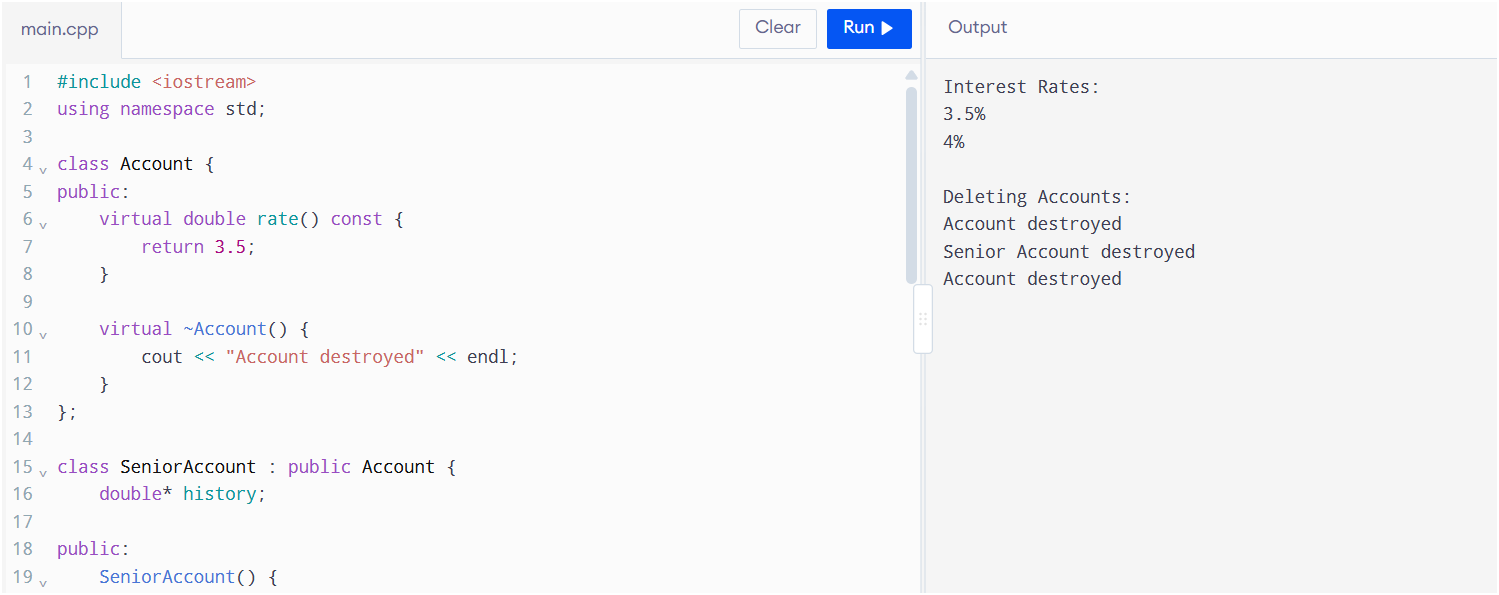 main.cpp
Clear
Run
Output
1 #include <iostream>
2 using namespace std;
3
4 class Account {
5 public:
6     virtual double rate() const {
7         return 3.5;
8     }
9
10     virtual ~Account() {
11         cout << "Account destroyed" << endl;
12     }
13 };
14
15 class SeniorAccount : public Account {
16     double* history;
17
18 public:
19     SeniorAccount() {
Interest Rates:
3.5%
4%

Deleting Accounts:
Account destroyed
Senior Account destroyed
Account destroyed